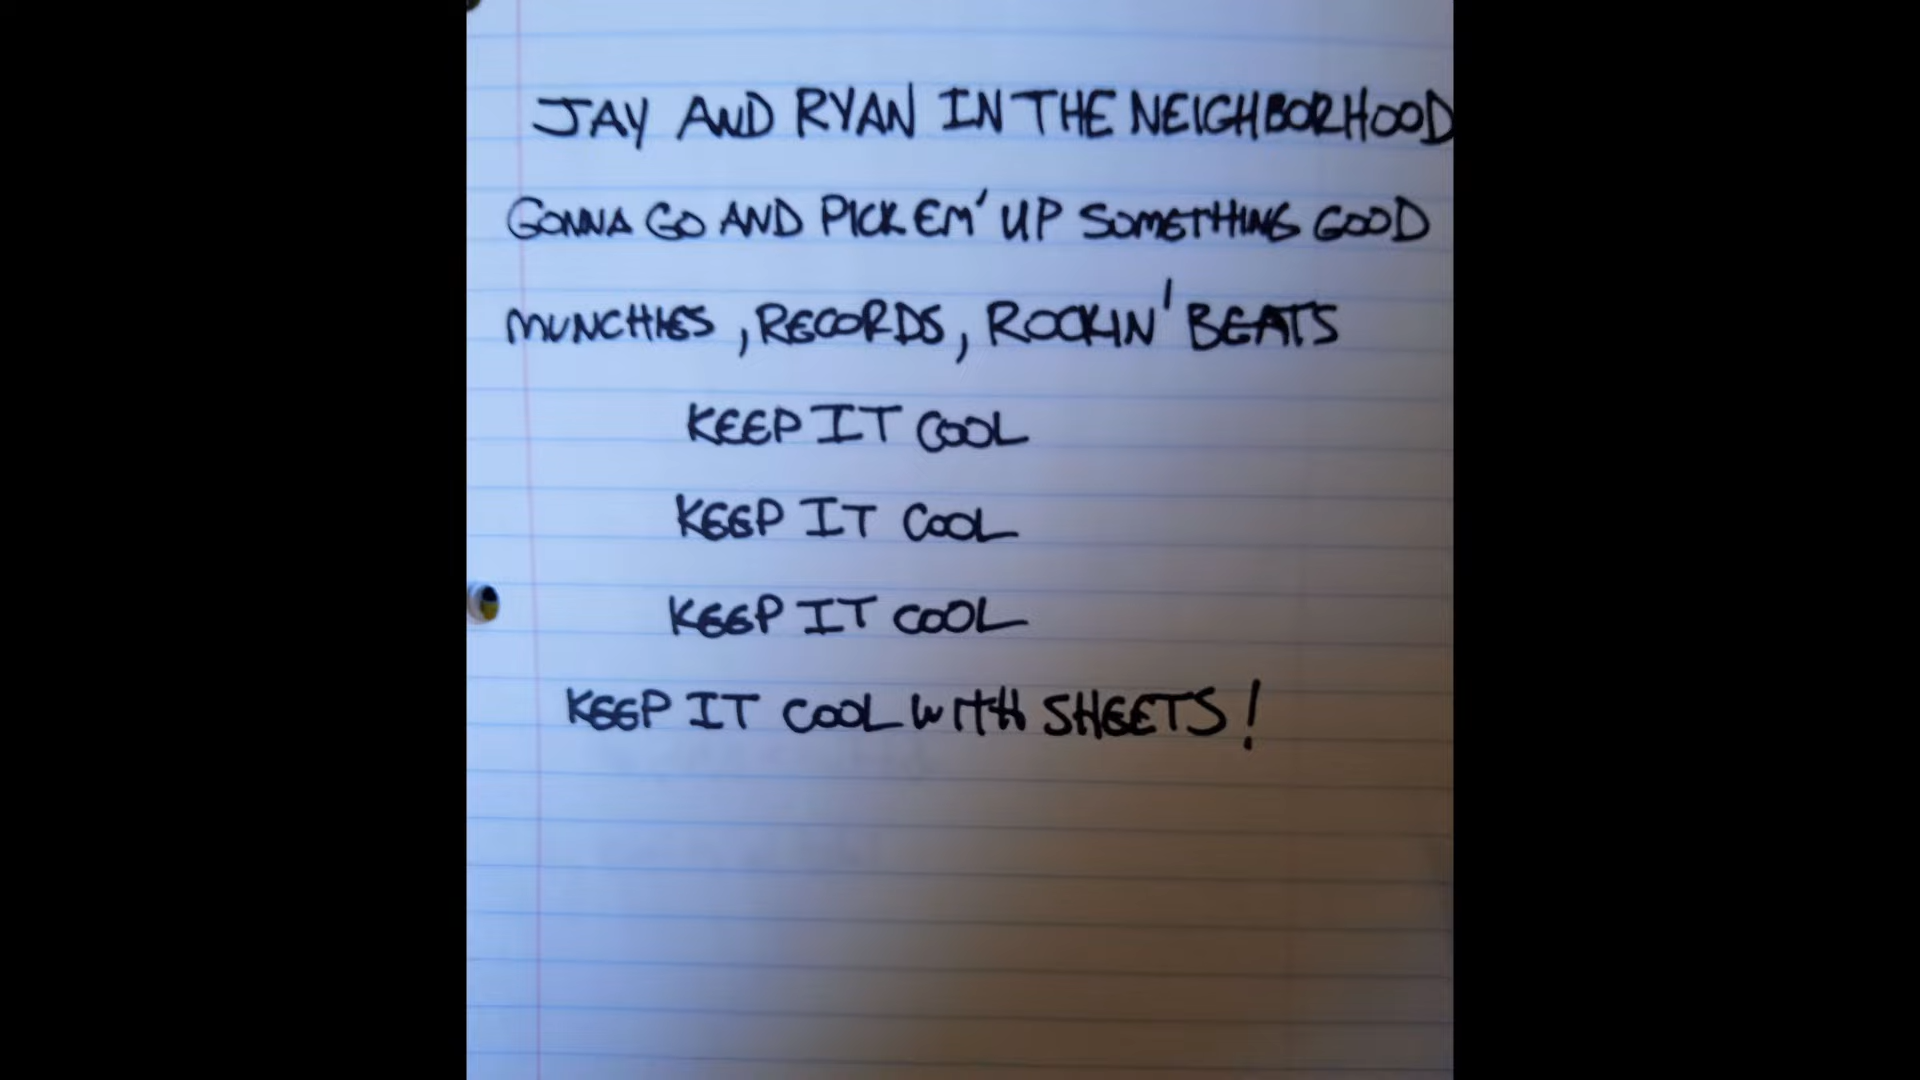 JAY AND RYAN IN THE NEIGHBORHOOD
GONNA GO AND PICK EM' UP SOMETHING GOOD
MUNCHIES, RECORDS, ROCKIN' BEATS
KEEP IT COOL
KEEP IT COOL
KEEP IT COOL
KEEP IT COOL WITH SHEETS!